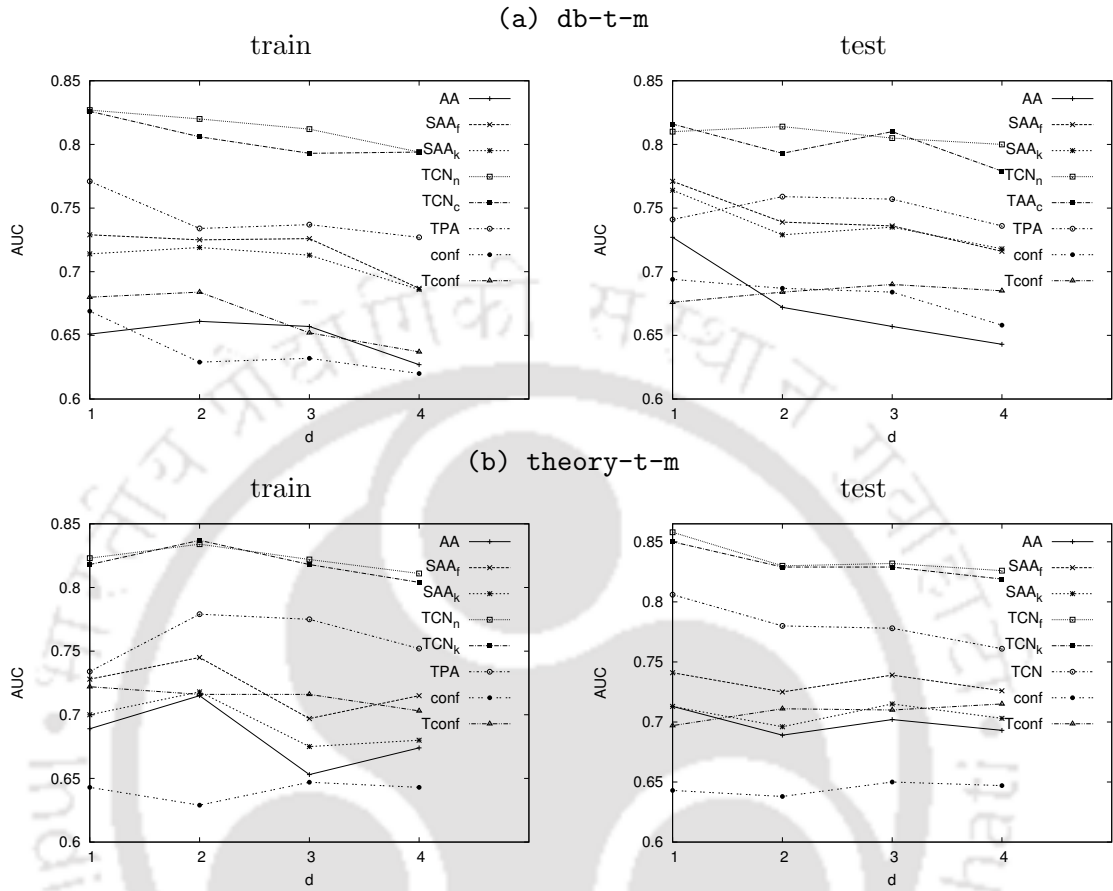 (a) db-t-m
train
test
0.85
0.8
0.75
0.7
0.65
0.6
AUC
1 2 3 4
d
AA
SAA_f
SAA_k
TCN_n
TCN_c
TPA
conf
Tconf
0.85
0.8
0.75
0.7
0.65
0.6
AUC
1 2 3 4
d
AA
SAA_f
SAA_k
TCN_n
TAA_c
TPA
conf
Tconf
(b) theory-t-m
train
test
0.85
0.8
0.75
0.7
0.65
0.6
AUC
1 2 3 4
d
AA
SAA_f
SAA_k
TCN_n
TCN_k
TPA
conf
Tconf
0.85
0.8
0.75
0.7
0.65
0.6
AUC
1 2 3 4
d
AA
SAA_f
SAA_k
TCN_f
TCN_k
TCN
conf
Tconf